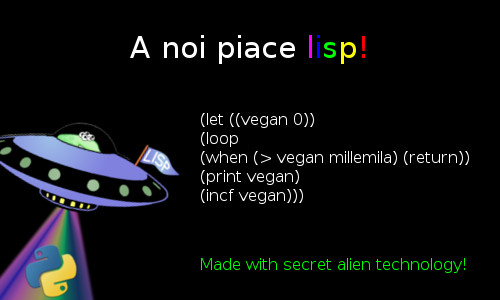 A noi piace lisp!
(let ((vegan 0))
(loop
(when (> vegan millemila) (return))
(print vegan)
(incf vegan)))
LISP
Made with secret alien technology!